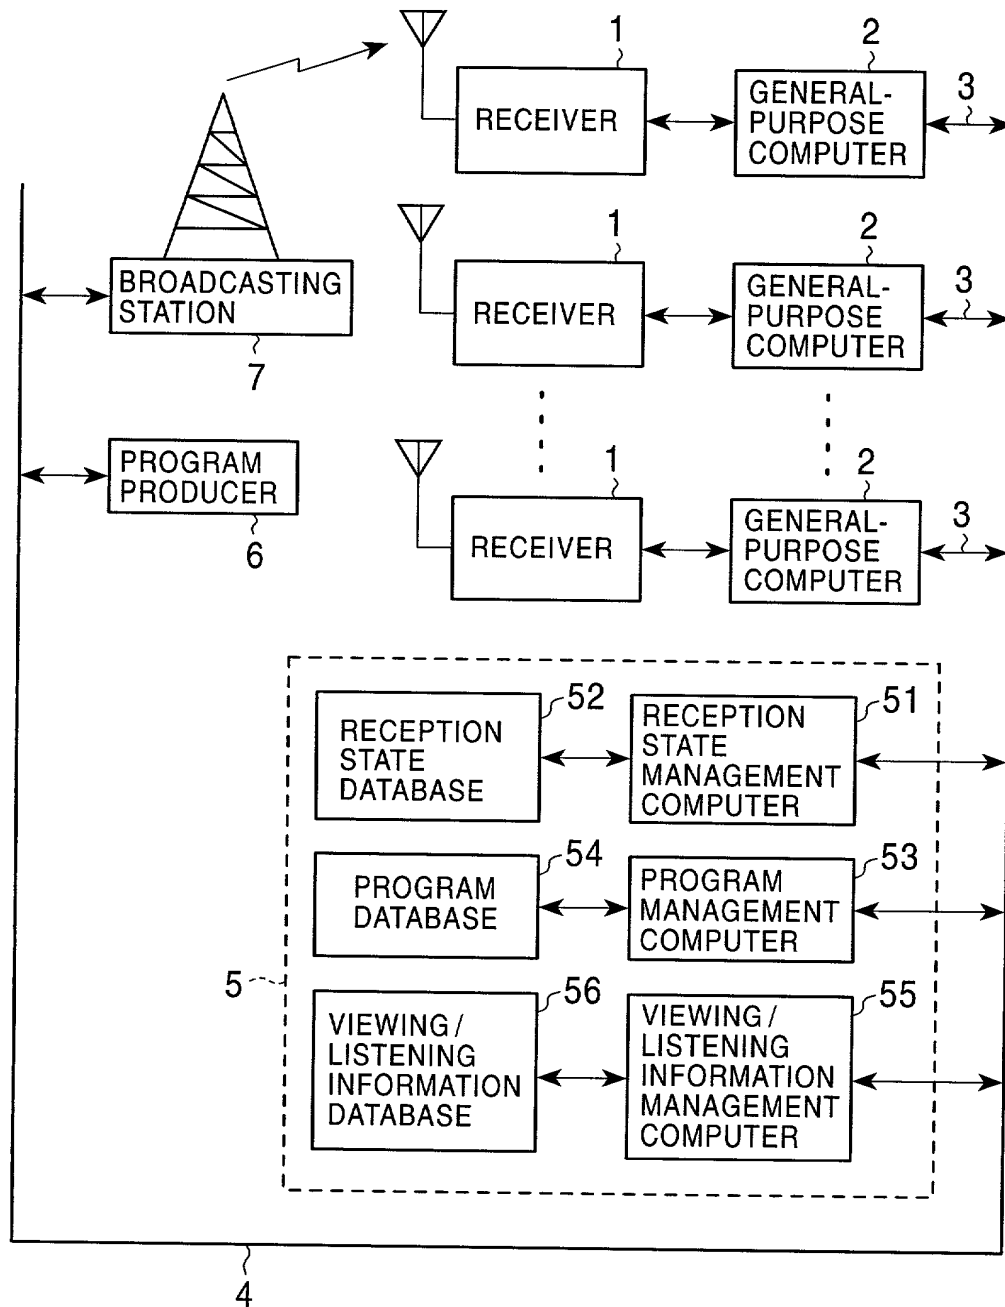 1
2
3
RECEIVER
GENERAL-
PURPOSE
COMPUTER
BROADCASTING
STATION
7
1
2
3
RECEIVER
GENERAL-
PURPOSE
COMPUTER
PROGRAM
PRODUCER
6
1
2
3
RECEIVER
GENERAL-
PURPOSE
COMPUTER
5
52
RECEPTION
STATE
DATABASE
51
RECEPTION
STATE
MANAGEMENT
COMPUTER
54
PROGRAM
DATABASE
53
PROGRAM
MANAGEMENT
COMPUTER
56
VIEWING/
LISTENING
INFORMATION
DATABASE
55
VIEWING/
LISTENING
INFORMATION
MANAGEMENT
COMPUTER
4